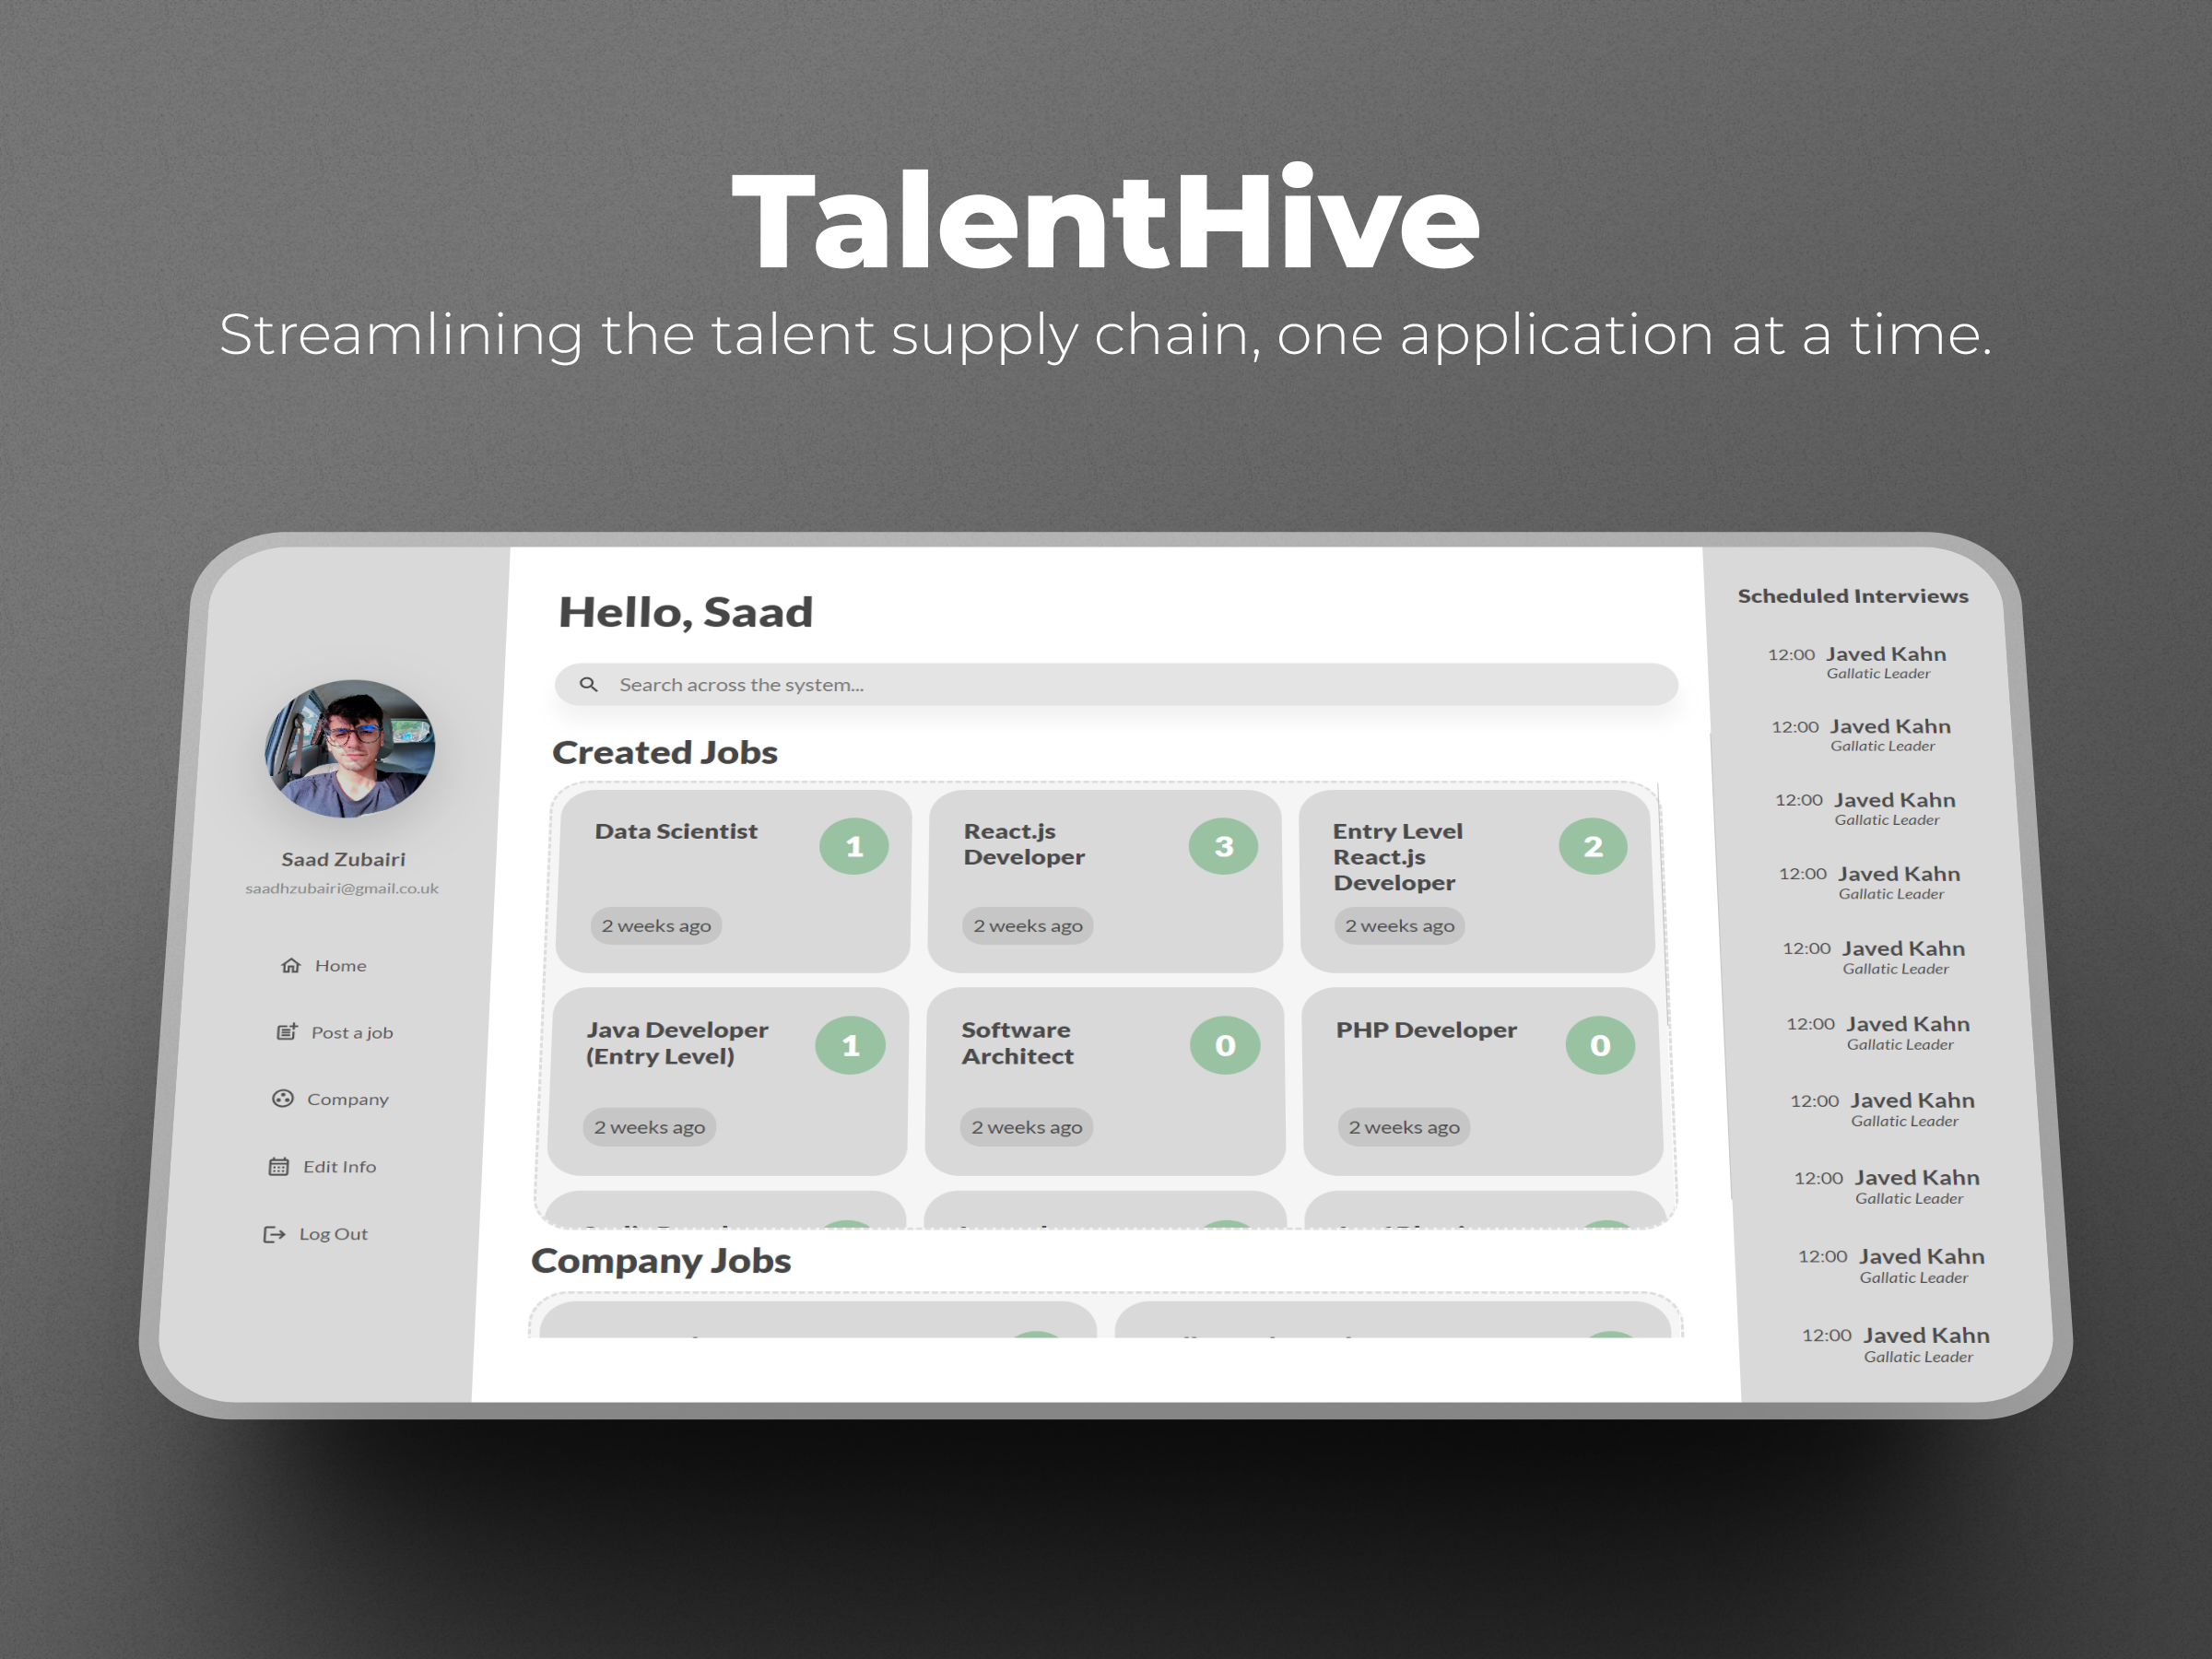 TalentHive
Streamlining the talent supply chain, one application at a time.
Saad Zubairi
saadhzubairi@gmail.co.uk
Home
Post a job
Company
Edit Info
Log Out
Hello, Saad
Search across the system...
Created Jobs
Data Scientist
1
2 weeks ago
React.js
Developer
3
2 weeks ago
Entry Level
React.js
Developer
2
2 weeks ago
Java Developer
(Entry Level)
1
2 weeks ago
Software
Architect
0
2 weeks ago
PHP Developer
0
2 weeks ago
Company Jobs
Scheduled Interviews
12:00 Javed Kahn
Gallatic Leader
12:00 Javed Kahn
Gallatic Leader
12:00 Javed Kahn
Gallatic Leader
12:00 Javed Kahn
Gallatic Leader
12:00 Javed Kahn
Gallatic Leader
12:00 Javed Kahn
Gallatic Leader
12:00 Javed Kahn
Gallatic Leader
12:00 Javed Kahn
Gallatic Leader
12:00 Javed Kahn
Gallatic Leader
12:00 Javed Kahn
Gallatic Leader